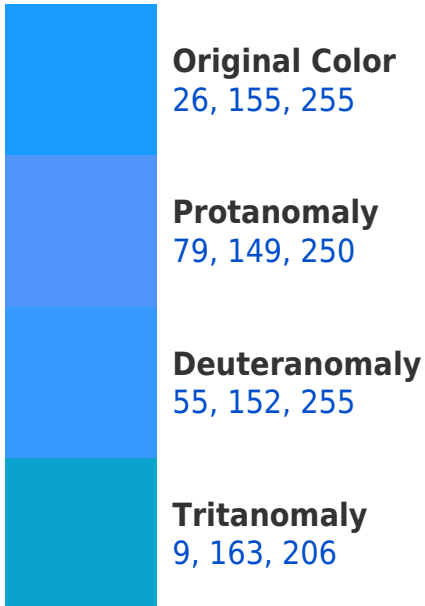 Original Color
26, 155, 255
Protanomaly
79, 149, 250
Deuteranomaly
55, 152, 255
Tritanomaly
9, 163, 206